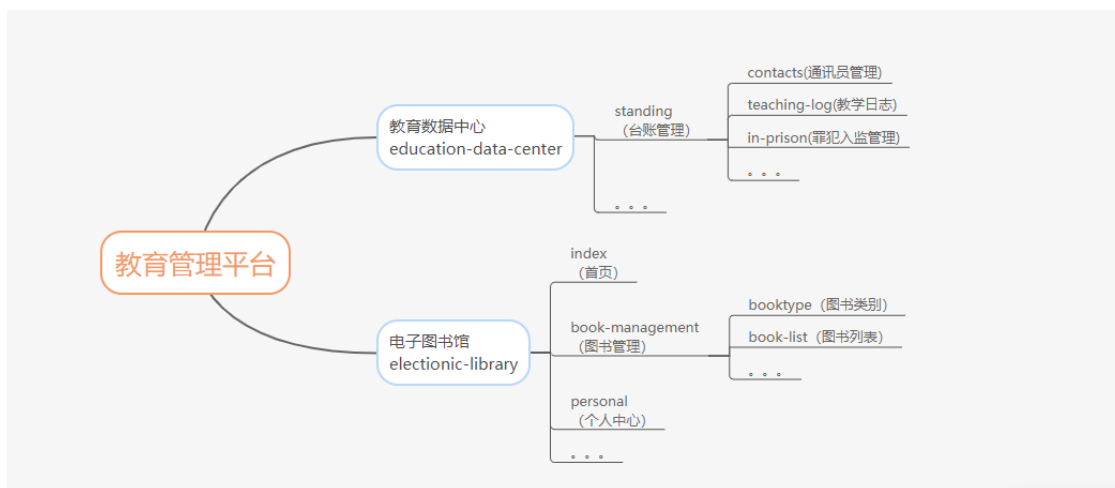 教育管理平台
教育数据中心
education-data-center
standing
（台账管理）
contacts(通讯员管理)
teaching-log(教学日志)
in-prison(罪犯入监管理)
。。。
。。。
电子图书馆
electionic-library
index
（首页）
book-management
（图书管理）
booktype（图书类别）
book-list（图书列表）
。。。
personal
（个人中心）
。。。